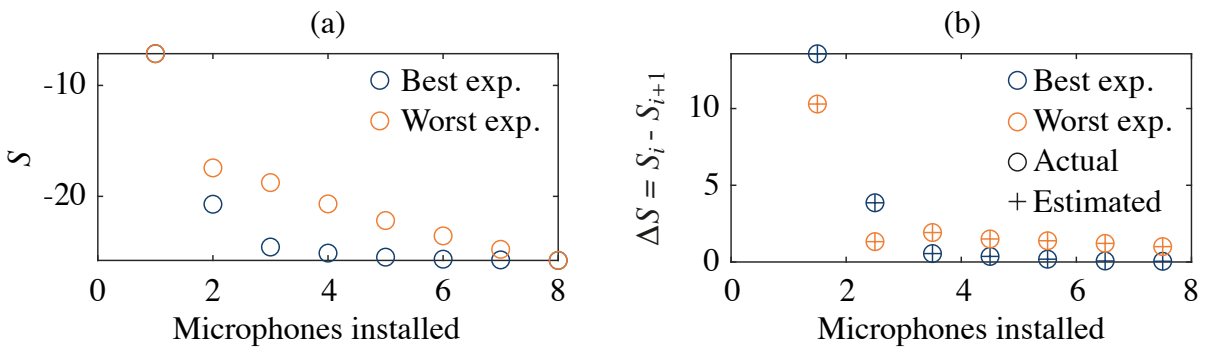 (a)
-10
-20
S
Best exp.
Worst exp.
0
2
4
6
8
Microphones installed
(b)
10
5
0
ΔS = S_i - S_{i+1}
Best exp.
Worst exp.
Actual
Estimated
0
2
4
6
8
Microphones installed